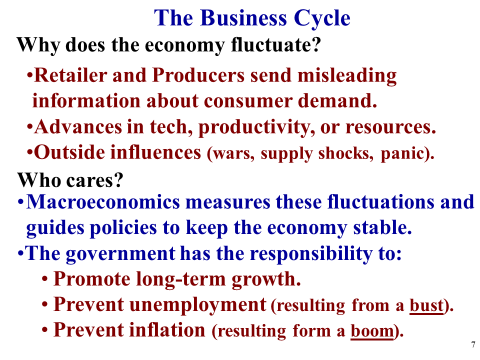 The Business Cycle
Why does the economy fluctuate?
•Retailer and Producers send misleading
information about consumer demand.
•Advances in tech, productivity, or resources.
•Outside influences (wars, supply shocks, panic).
Who cares?
•Macroeconomics measures these fluctuations and
guides policies to keep the economy stable.
•The government has the responsibility to:
• Promote long-term growth.
• Prevent unemployment (resulting from a bust).
• Prevent inflation (resulting form a boom).
7